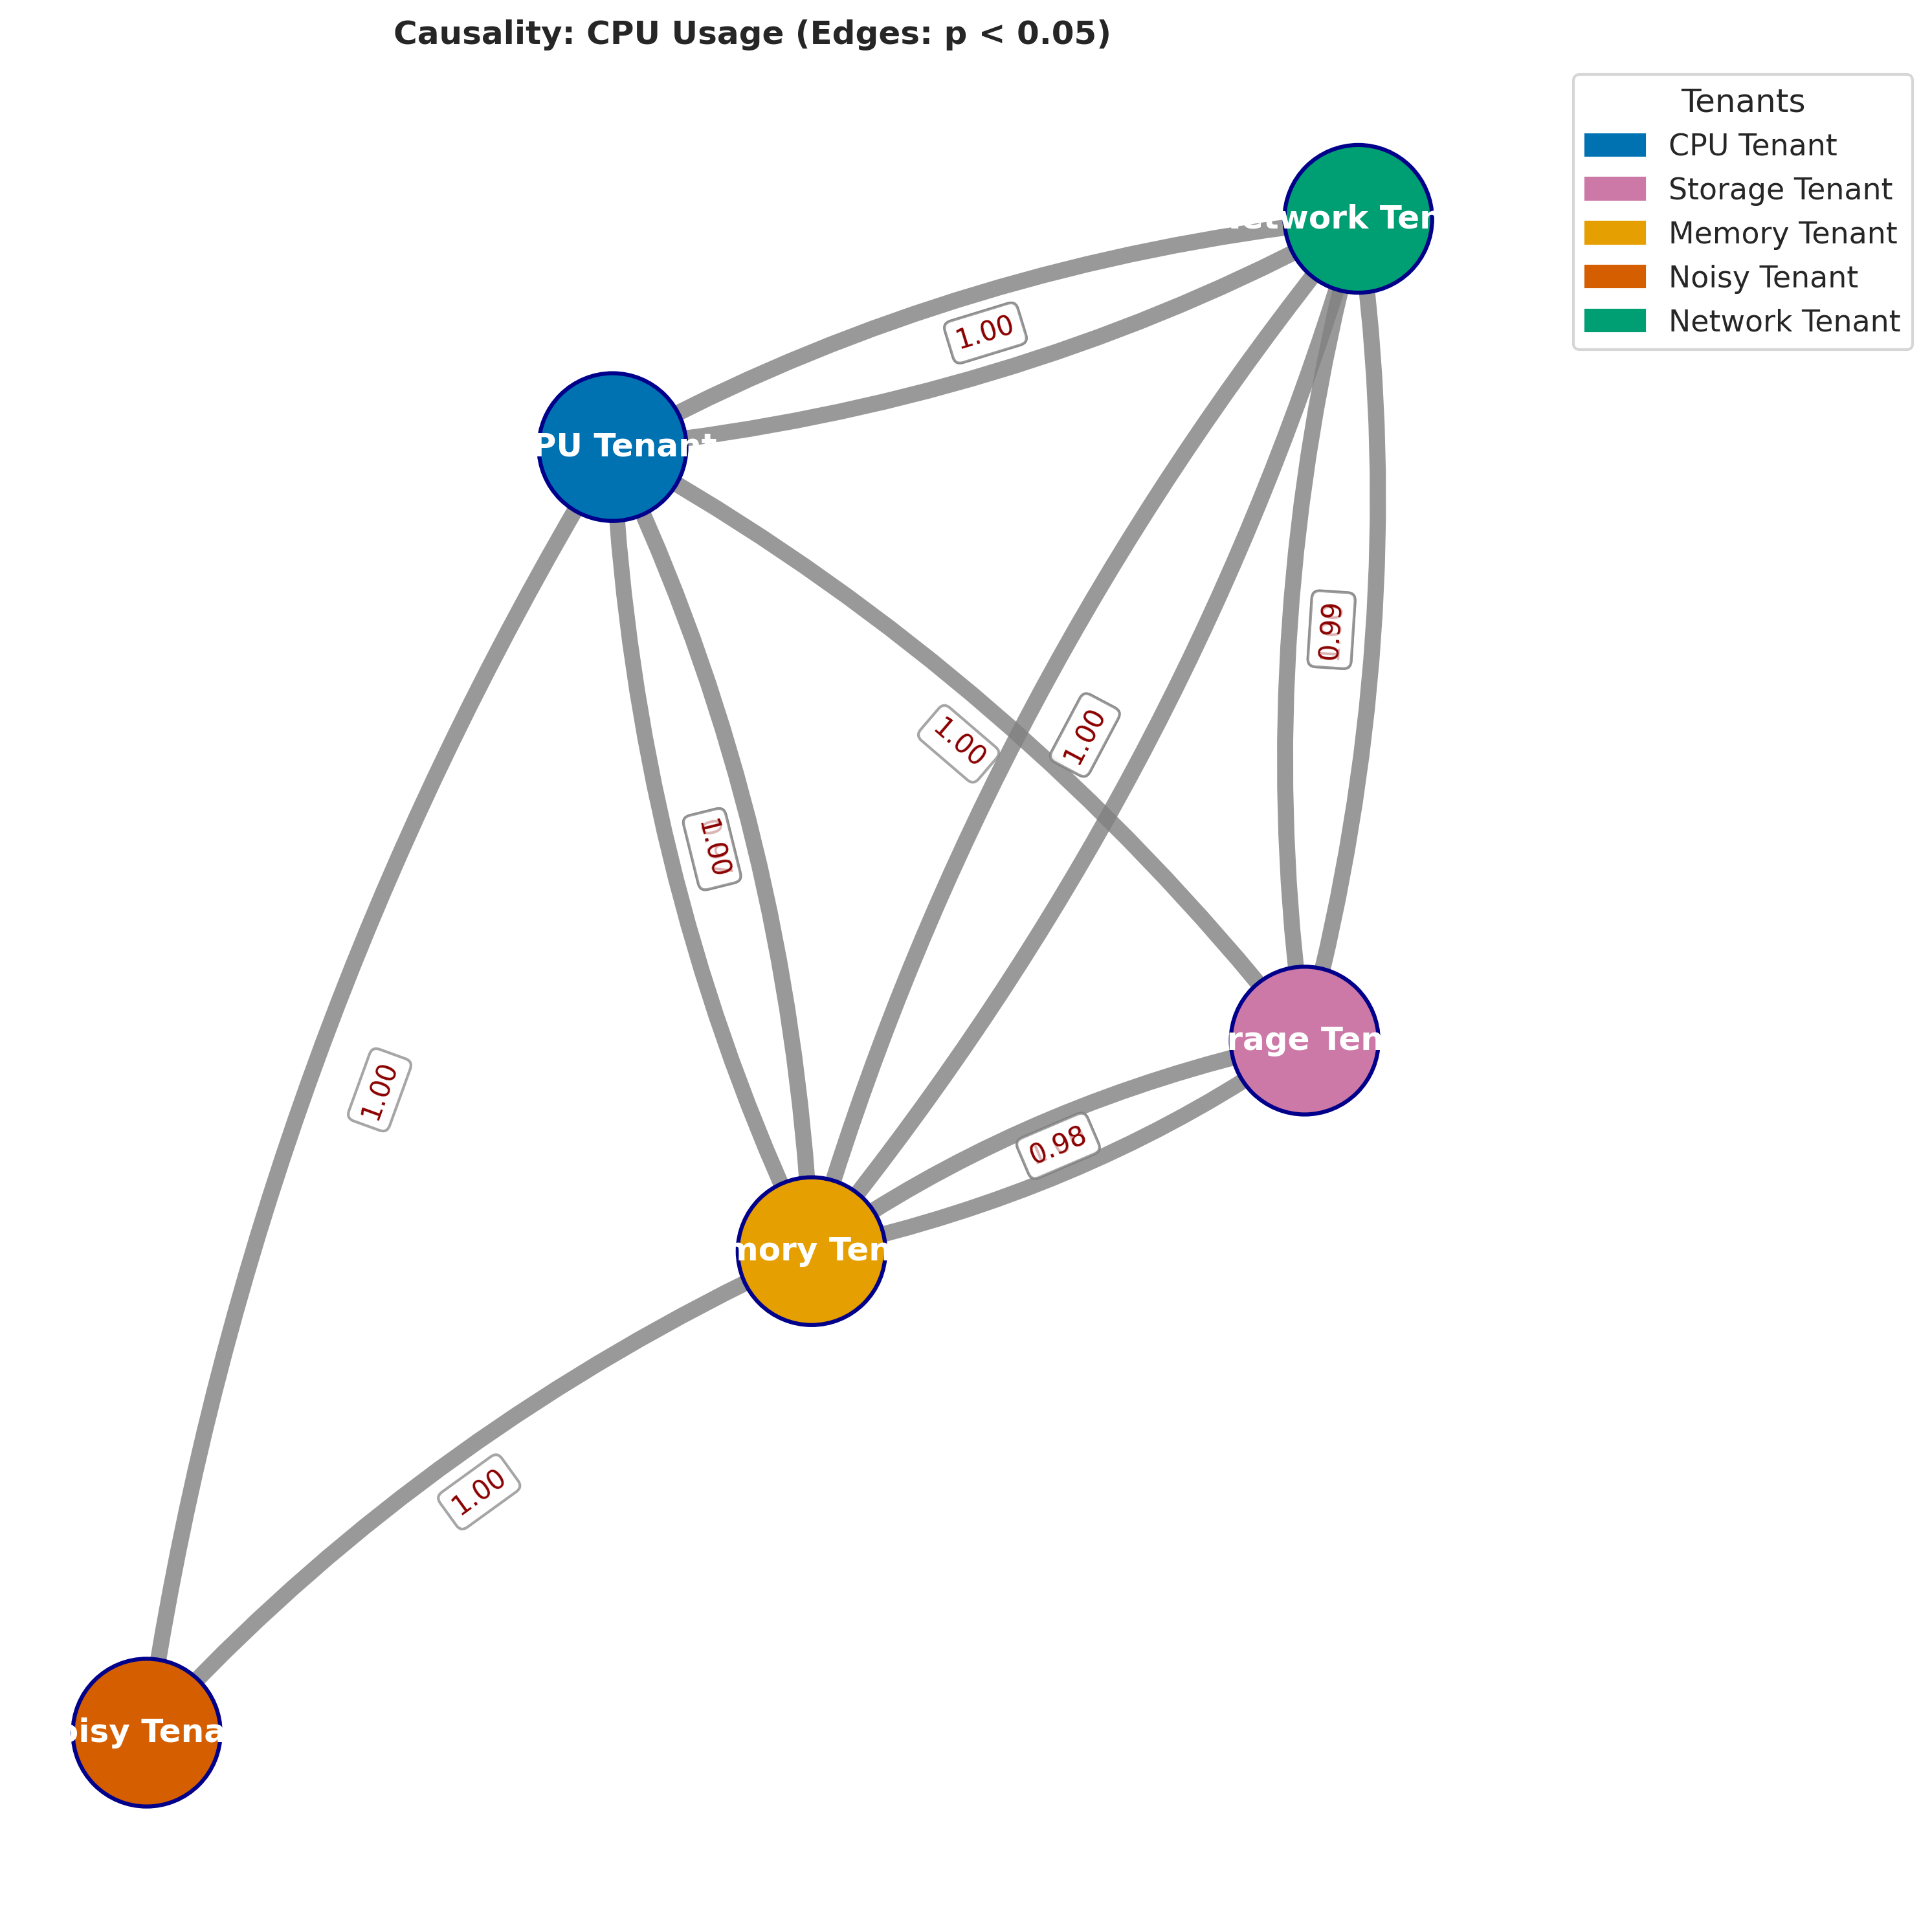 Causality: CPU Usage (Edges: p < 0.05)
Tenants
CPU Tenant
Storage Tenant
Memory Tenant
Noisy Tenant
Network Tenant
etwork Ten
1.00
PU Tenant
0.99
1.00
1.00
1.00
rage Ten
1.00
0.98
mory Ten
1.00
oisy Tena